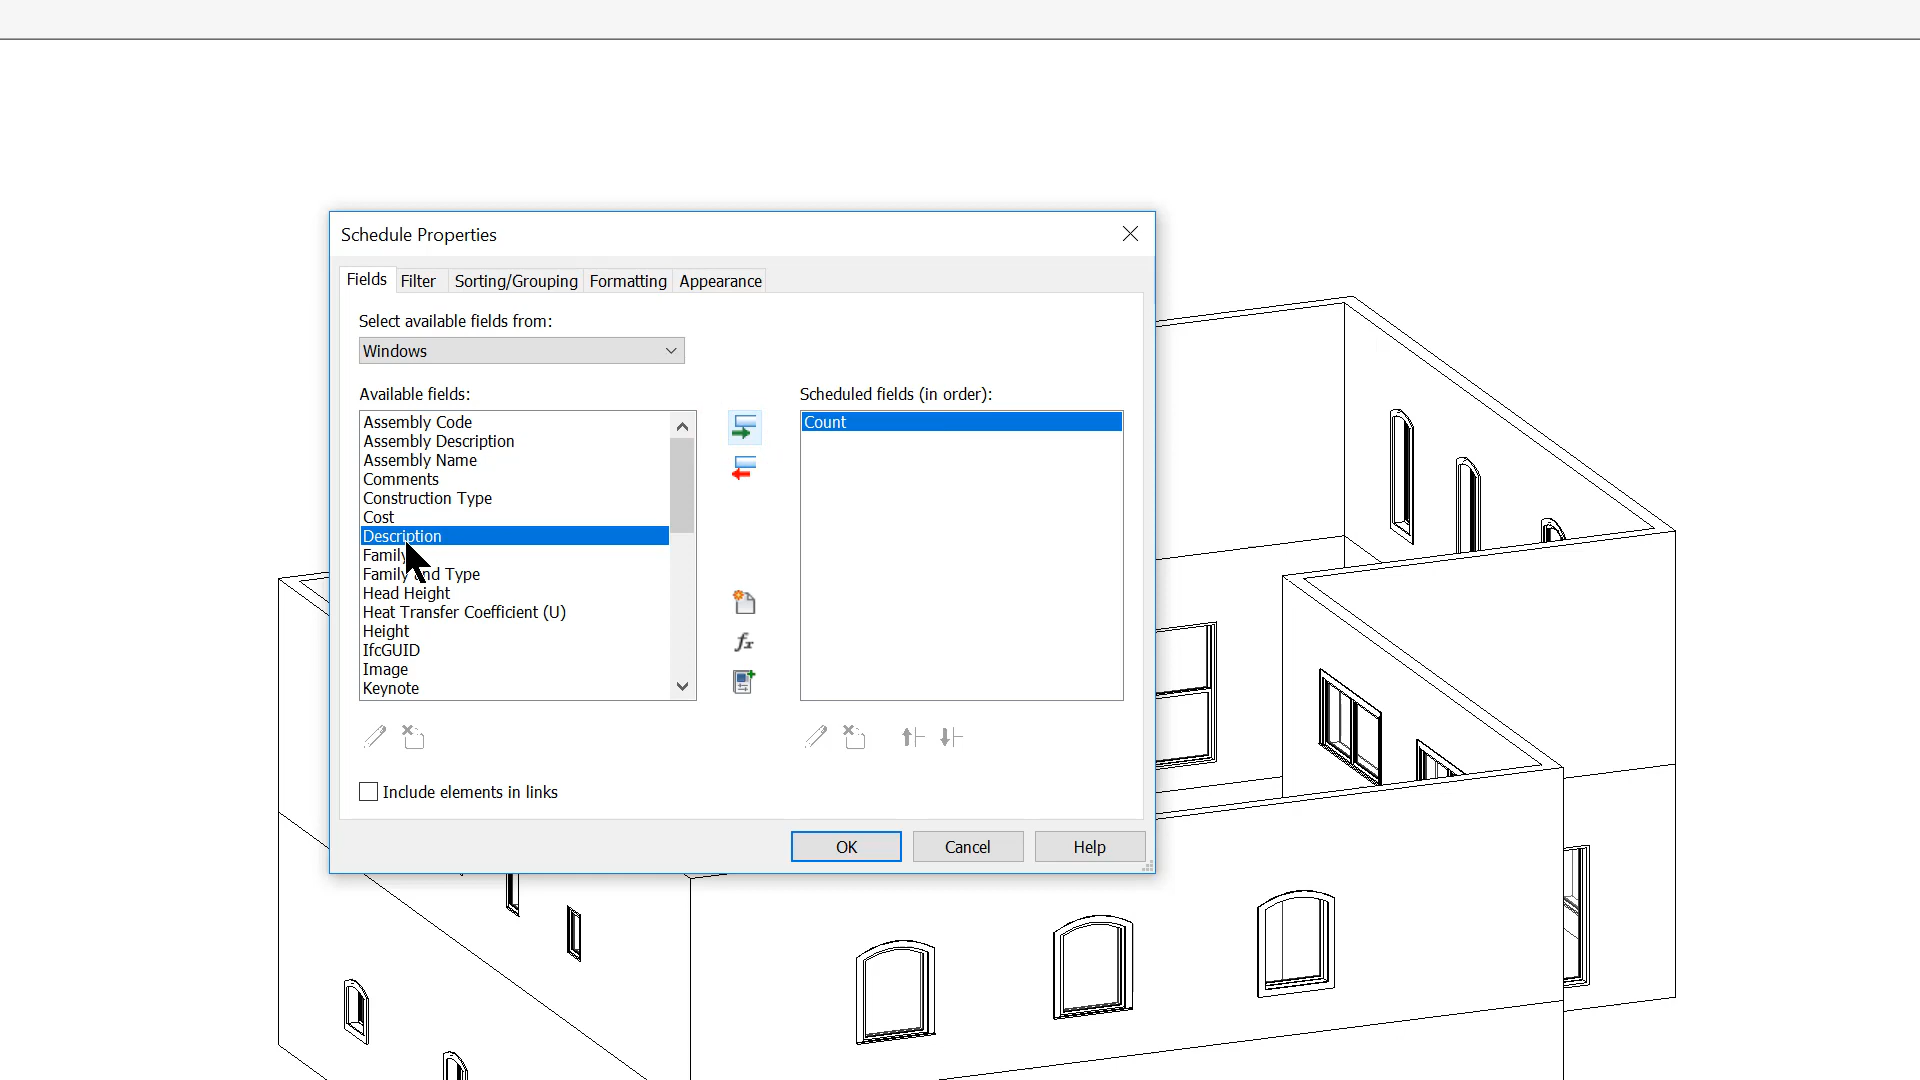 Schedule Properties
Fields
Filter
Sorting/Grouping
Formatting
Appearance
Select available fields from:
Windows
Available fields:
Scheduled fields (in order):
Assembly Code
Assembly Description
Assembly Name
Comments
Construction Type
Cost
Description
Family
Family and Type
Head Height
Heat Transfer Coefficient (U)
Height
IfcGUID
Image
Keynote
Count
fx
Include elements in links
OK
Cancel
Help